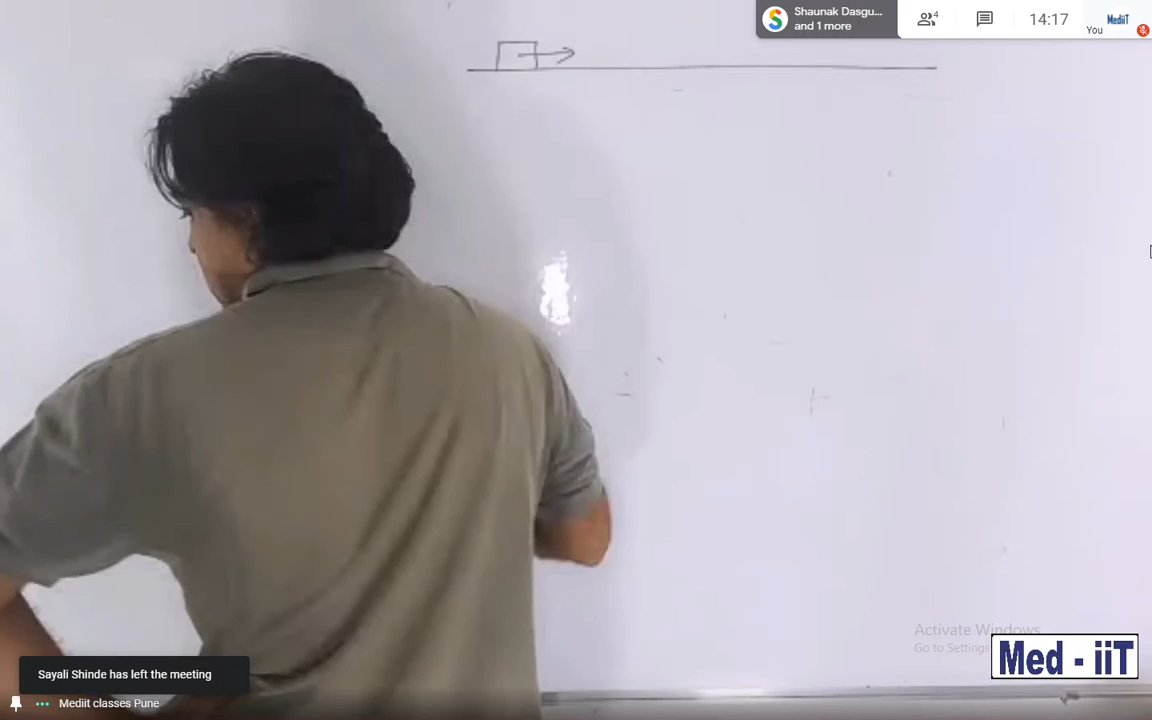 Shaunak Dasgu...
and 1 more
4
14:17
MediiT
You
Activate Windows
Go to Settings
Med - iiT
Sayali Shinde has left the meeting
Mediit classes Pune